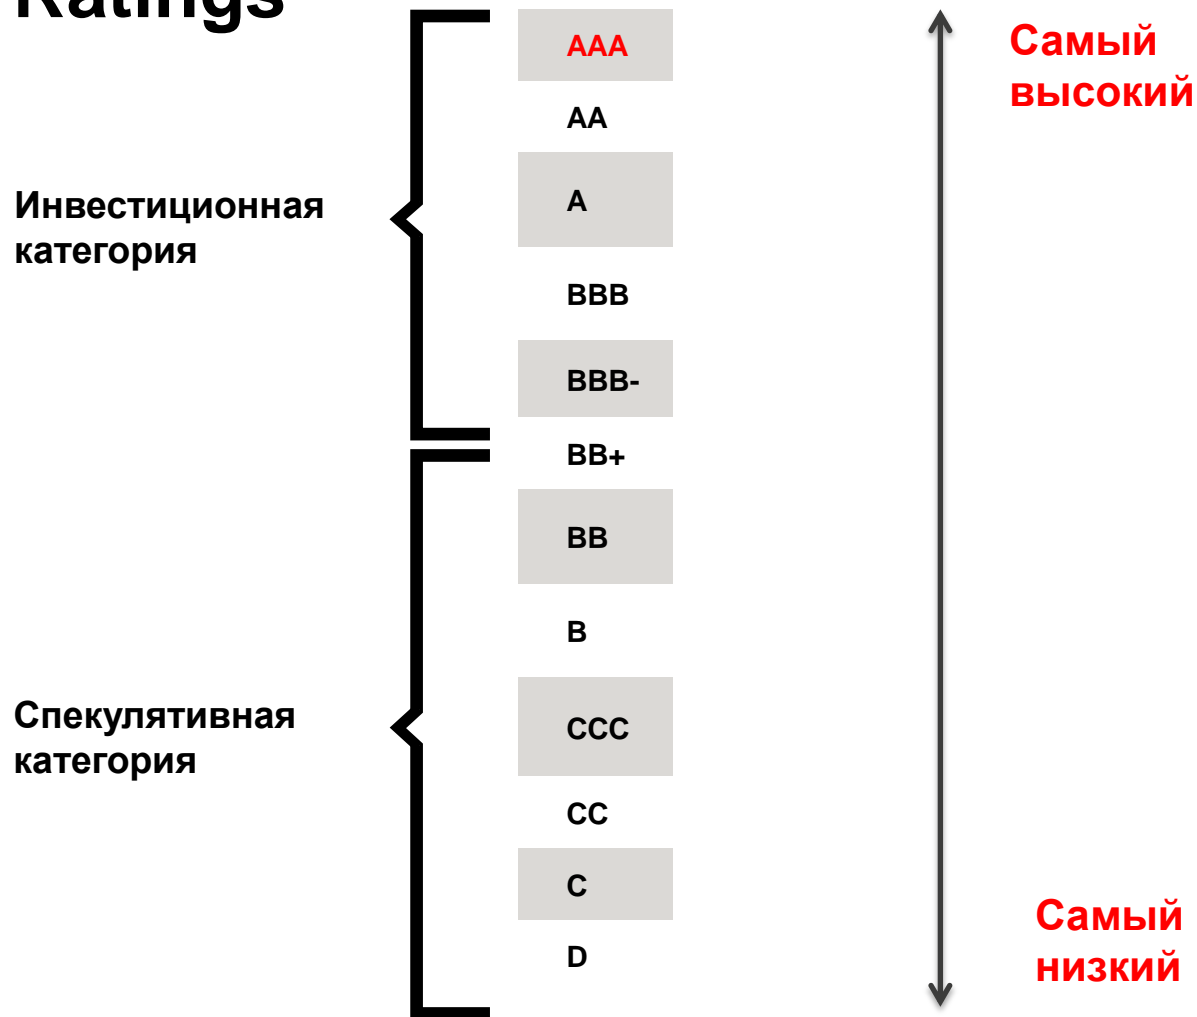 Ratings
AAA
Самый
высокий
AA
Инвестиционная
категория
A
BBB
BBB-
BB+
BB
B
Спекулятивная
категория
CCC
CC
C
Самый
низкий
D